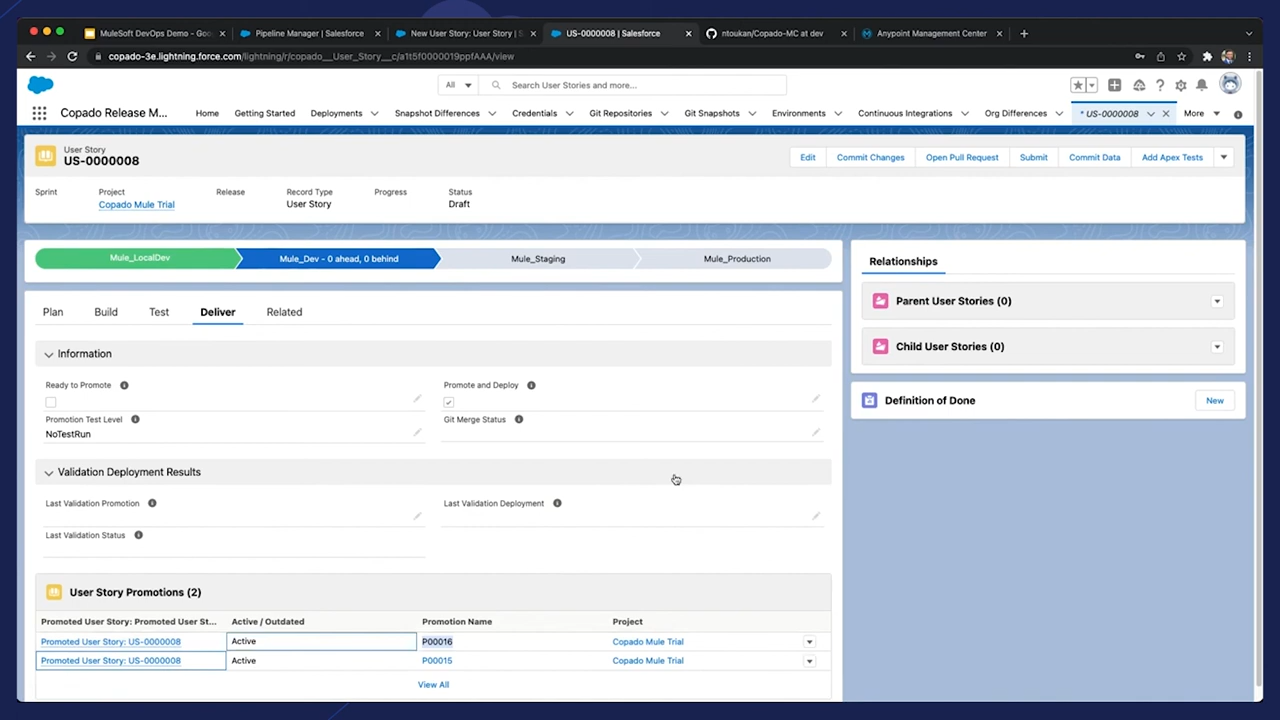 MuleSoft DevOps Demo - Goo
Pipeline Manager | Salesforce
New User Story: User Story | S
US-0000008 | Salesforce
ntoukan/Copado-MC at dev
Anypoint Management Center
copado-3e.lightning.force.com/lightning/r/copado__User_Story__c/a1t5f0000019ppfAAA/view
All
Search User Stories and more...
Copado Release M...
Home
Getting Started
Deployments
Snapshot Differences
Credentials
Git Repositories
Git Snapshots
Environments
Continuous Integrations
Org Differences
* US-0000008
More
User Story
US-0000008
Edit
Commit Changes
Open Pull Request
Submit
Commit Data
Add Apex Tests
Sprint
Project
Release
Record Type
Progress
Status
Copado Mule Trial
User Story
Draft
Mule_LocalDev
Mule_Dev - 0 ahead, 0 behind
Mule_Staging
Mule_Production
Relationships
Parent User Stories (0)
Child User Stories (0)
Definition of Done
New
Plan
Build
Test
Deliver
Related
Information
Ready to Promote
Promote and Deploy
Promotion Test Level
Git Merge Status
NoTestRun
Validation Deployment Results
Last Validation Promotion
Last Validation Deployment
Last Validation Status
User Story Promotions (2)
Promoted User Story: Promoted User St...
Active / Outdated
Promotion Name
Project
Promoted User Story: US-0000008
Active
P00016
Copado Mule Trial
Promoted User Story: US-0000008
Active
P00015
Copado Mule Trial
View All